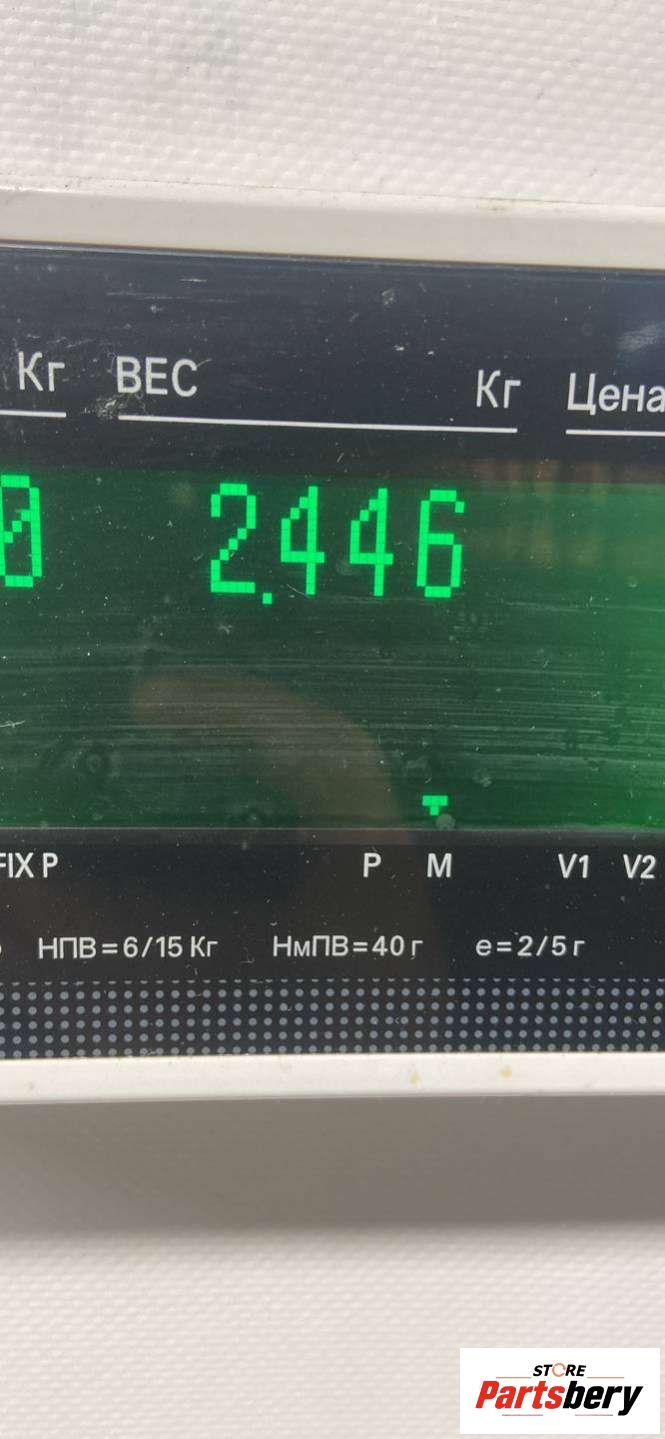 Кг ВЕС Кг Цена
0 2.446
FIX P P M V1 V2
НПВ=6/15 Кг НмПВ=40 г е=2/5 г
STORE
Partsbery